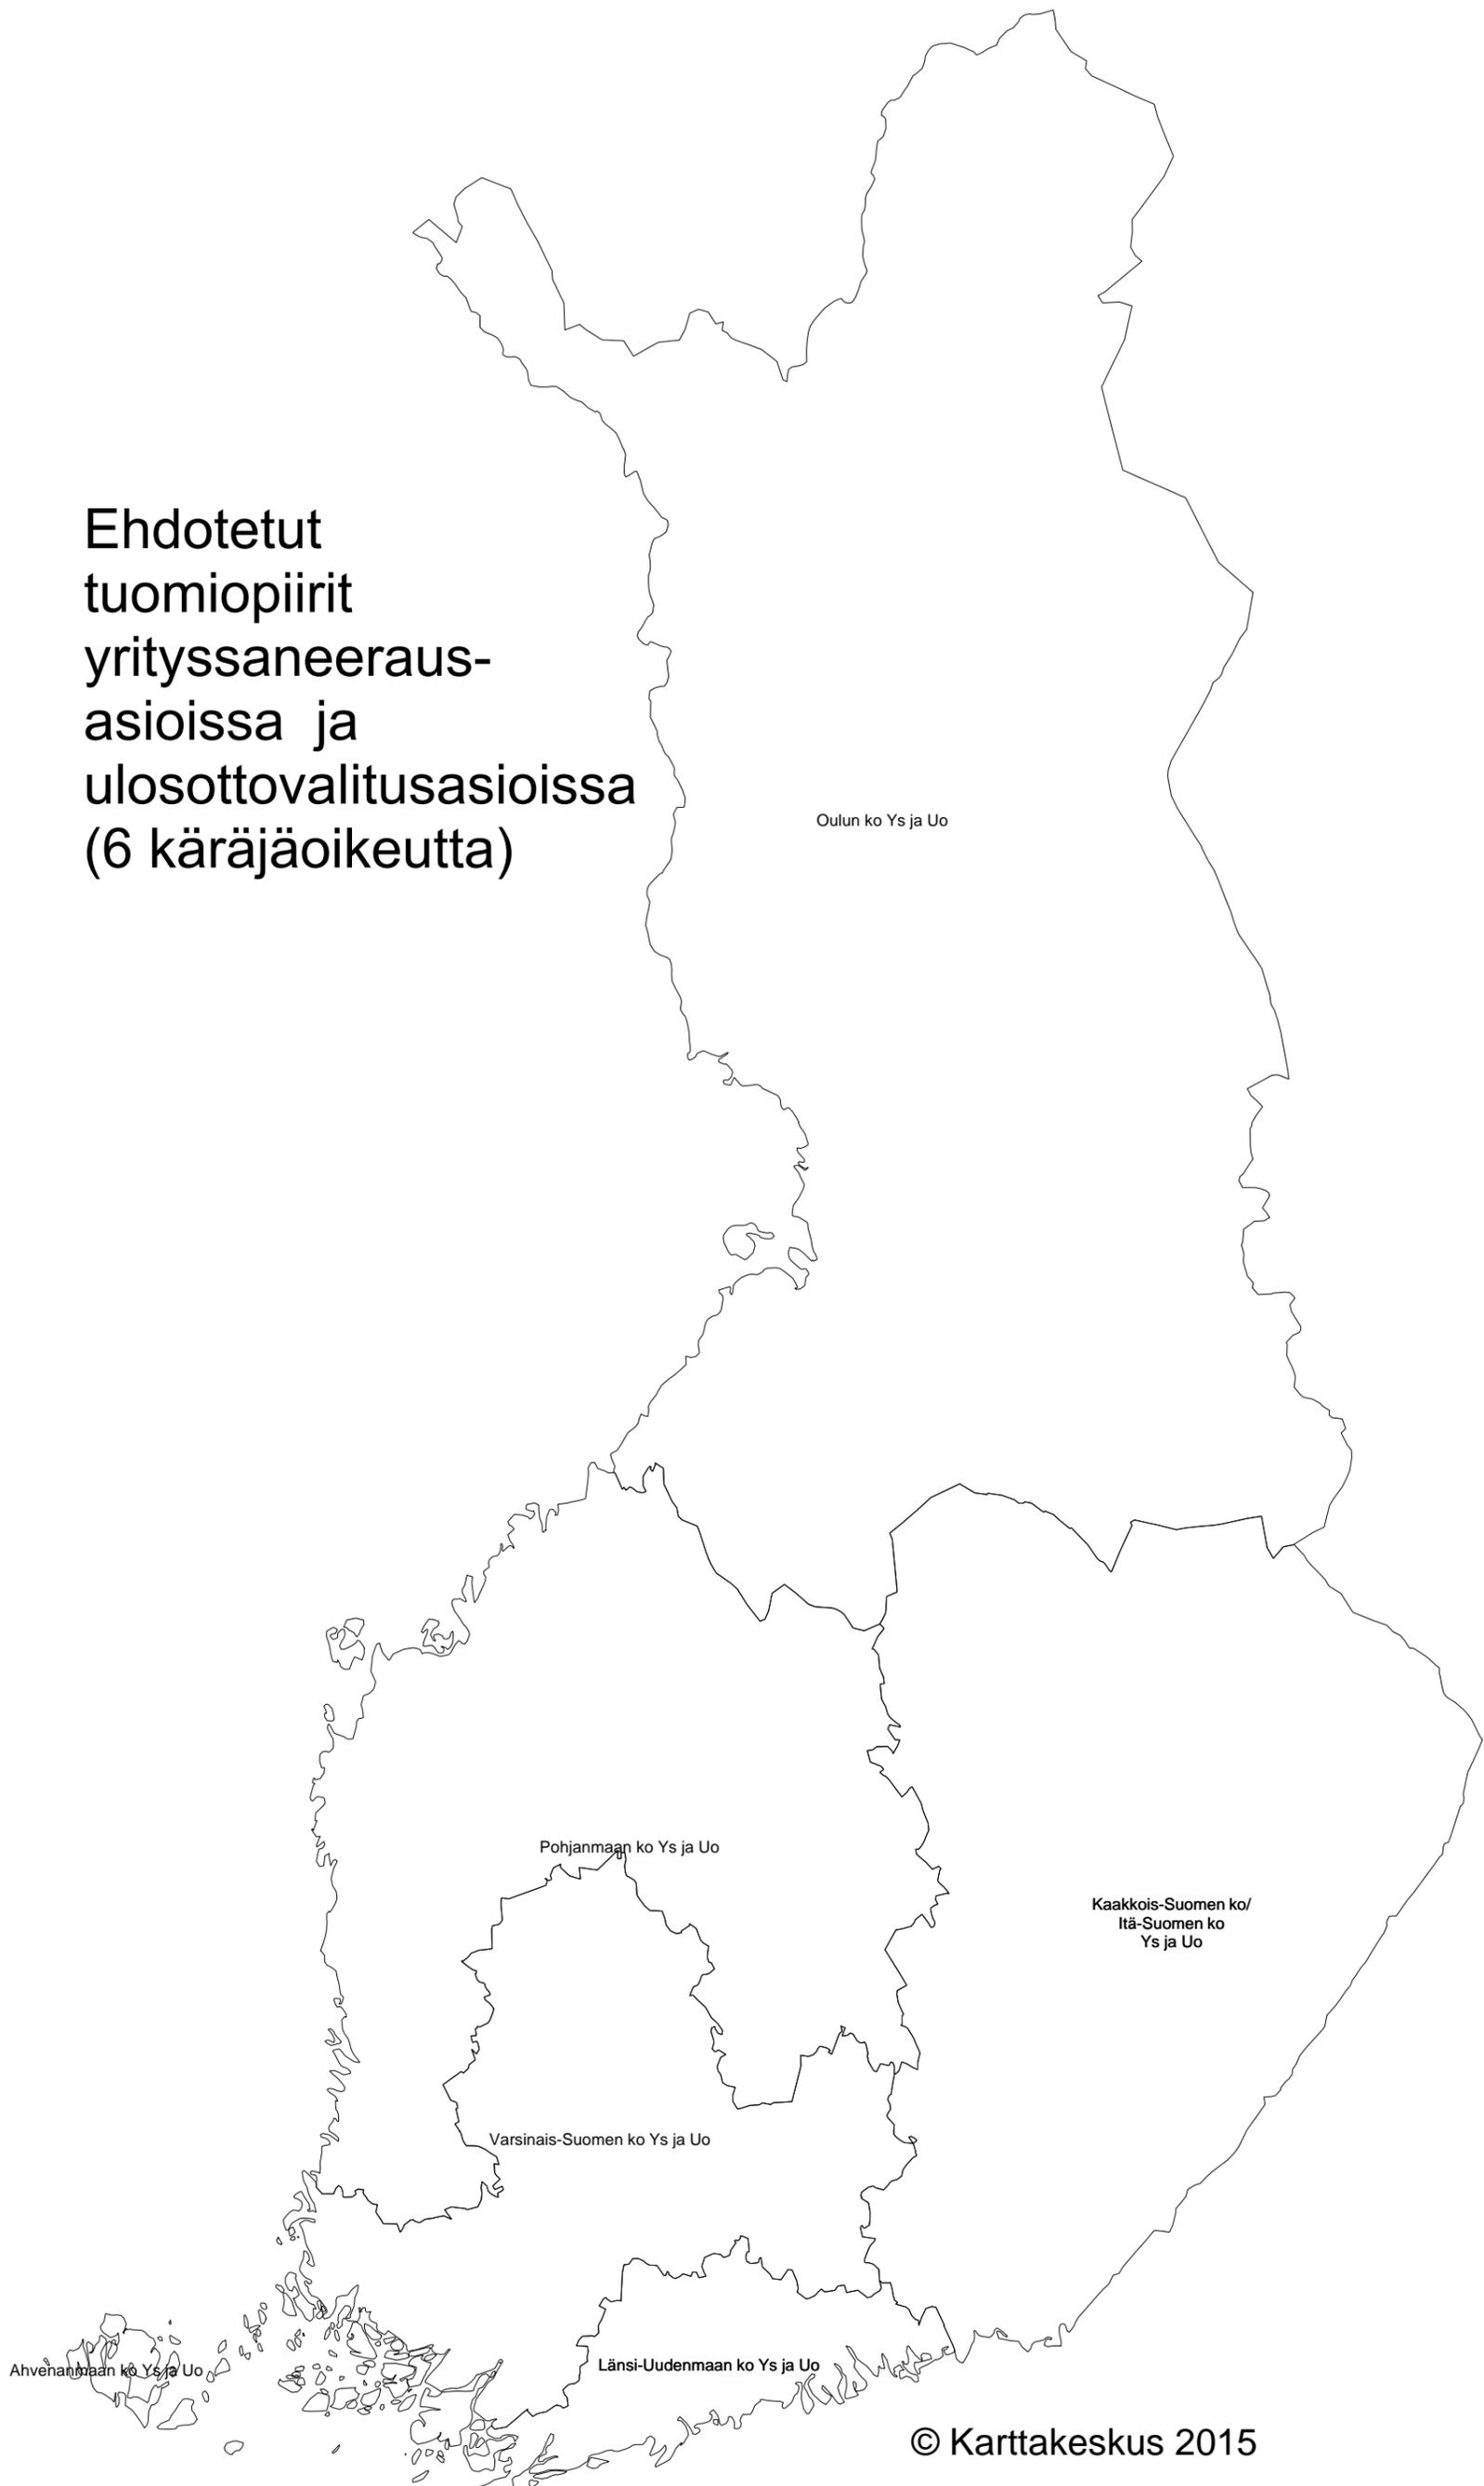 Ehdotetut
tuomiopiirit
yrityssaneeraus-
asioissa ja
ulosottovalitusasioissa
(6 käräjäoikeutta)
Oulun ko Ys ja Uo
Pohjanmaan ko Ys ja Uo
Kaakkois-Suomen ko/
Itä-Suomen ko
Ys ja Uo
Varsinais-Suomen ko Ys ja Uo
Ahvenanmaan ko Ys ja Uo
Länsi-Uudenmaan ko Ys ja Uo
© Karttakeskus 2015